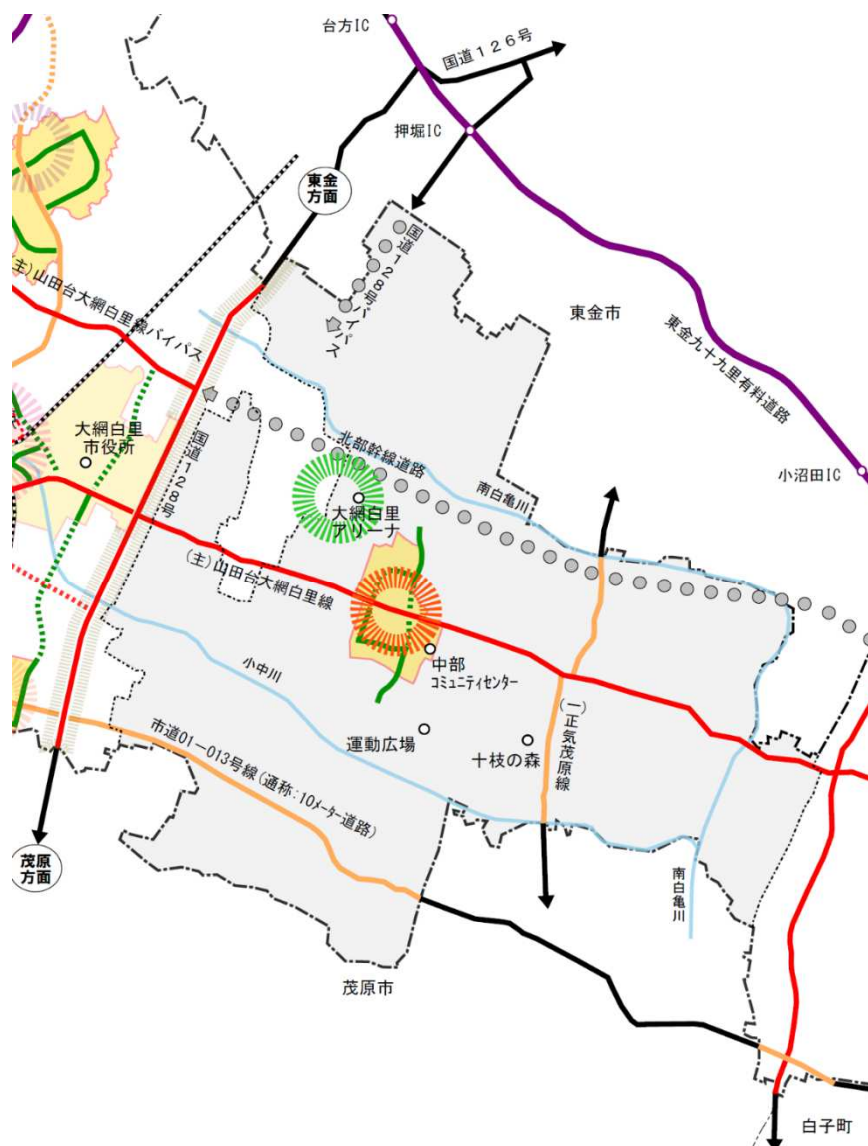 台方IC
国道126号
押堀IC
東金
方面
国道128号バイパス
東金市
(主)山田台大網白里線バイパス
東金九十九里有料道路
大網白里
市役所
国道128号
北部幹線道路
南白亀川
小沼田IC
大網白里
アリーナ
(主)山田台大網白里線
中部
コミュニティセンター
小中川
運動広場
十枝の森
(一)正気茂原線
市道01-013号線(通称:10メーター道路)
茂原
方面
南白亀川
茂原市
白子町